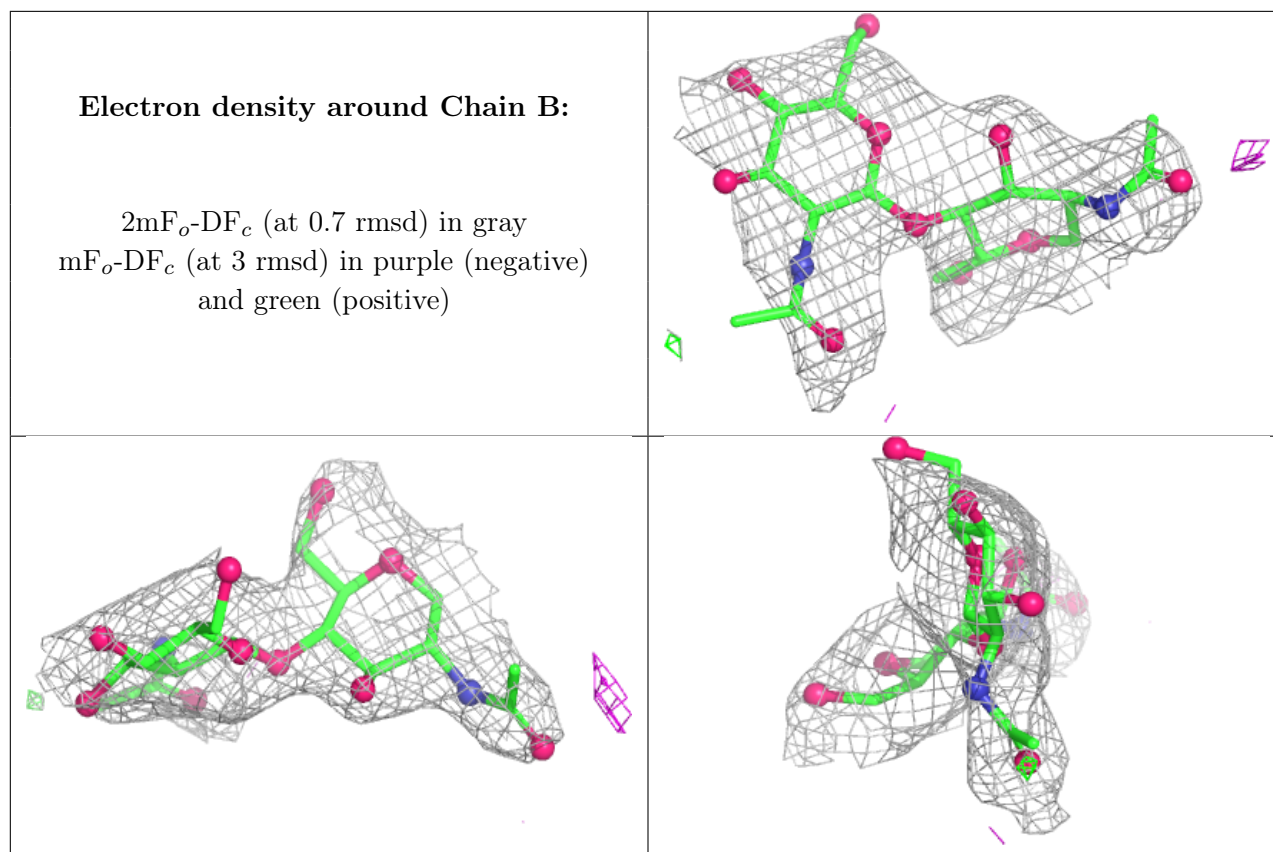 Electron density around Chain B:
2mFo-DFc (at 0.7 rmsd) in gray
mFo-DFc (at 3 rmsd) in purple (negative)
and green (positive)